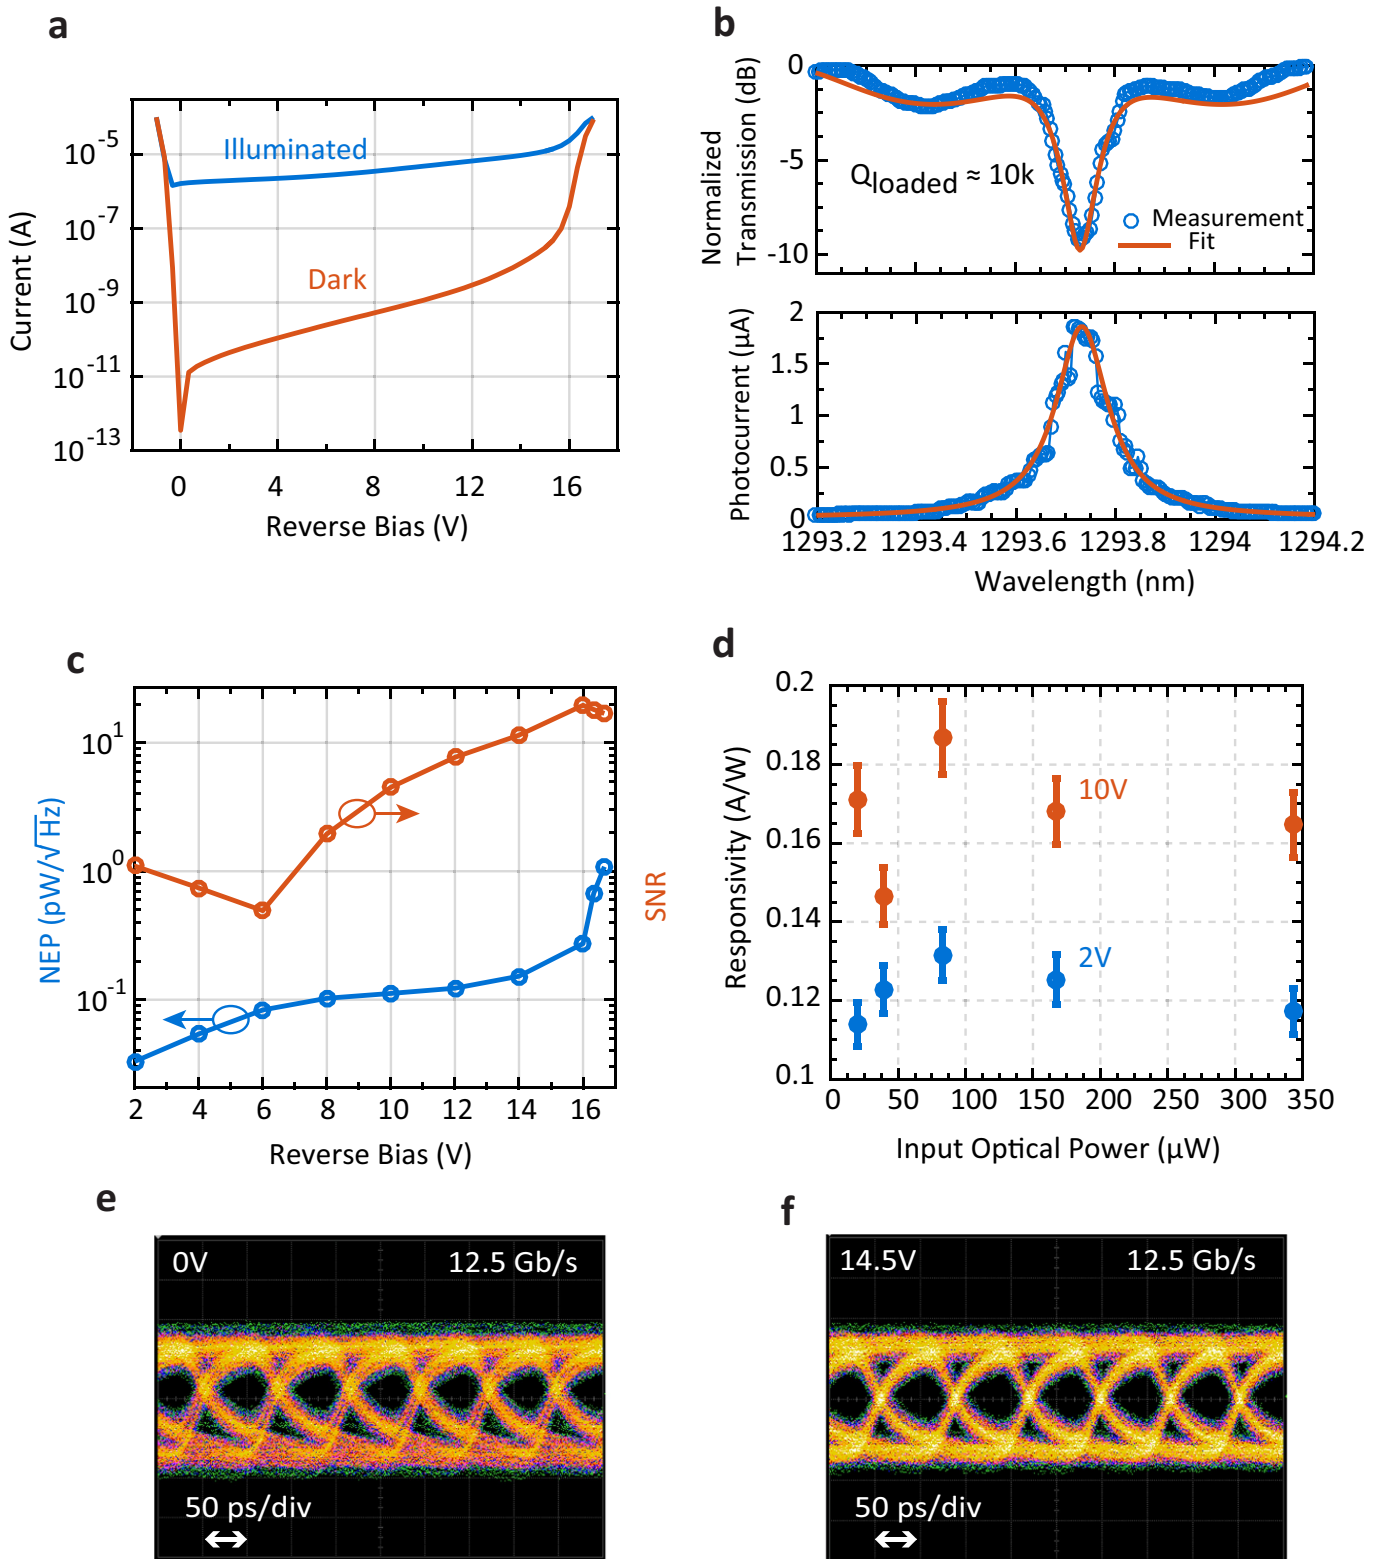 a
Current (A)
10-5
10-7
10-9
10-11
10-13
Illuminated
Dark
0 4 8 12 16
Reverse Bias (V)
b
Normalized
Transmission (dB)
0
-5
-10
Qloaded ≈ 10k
Measurement
Fit
Photocurrent (μA)
2
1.5
1
0.5
0
1293.2 1293.4 1293.6 1293.8 1294 1294.2
Wavelength (nm)
c
NEP (pW/√Hz)
101
100
10-1
SNR
2 4 6 8 10 12 14 16
Reverse Bias (V)
d
Responsivity (A/W)
0.2
0.18
0.16
0.14
0.12
0.1
10V
2V
0 50 100 150 200 250 300 350
Input Optical Power (μW)
e
0V 12.5 Gb/s
50 ps/div
f
14.5V 12.5 Gb/s
50 ps/div